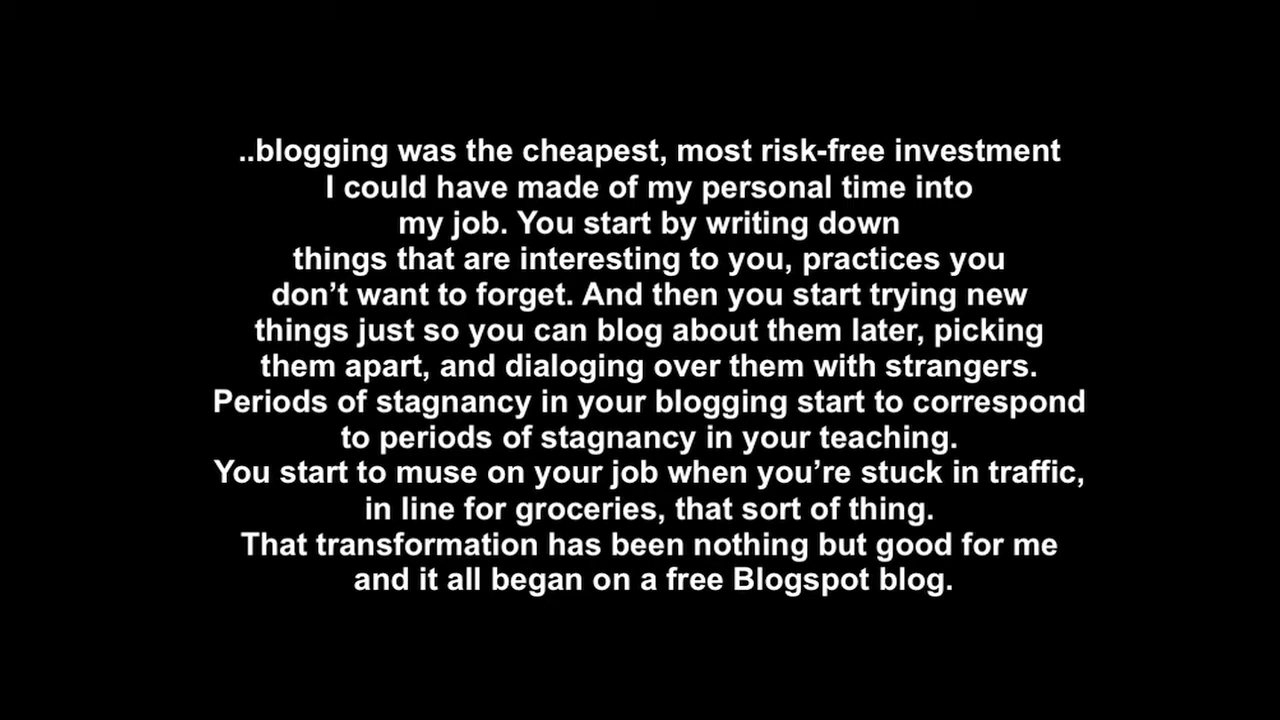 ..blogging was the cheapest, most risk-free investment
I could have made of my personal time into
my job. You start by writing down
things that are interesting to you, practices you
don’t want to forget. And then you start trying new
things just so you can blog about them later, picking
them apart, and dialoging over them with strangers.
Periods of stagnancy in your blogging start to correspond
to periods of stagnancy in your teaching.
You start to muse on your job when you’re stuck in traffic,
in line for groceries, that sort of thing.
That transformation has been nothing but good for me
and it all began on a free Blogspot blog.